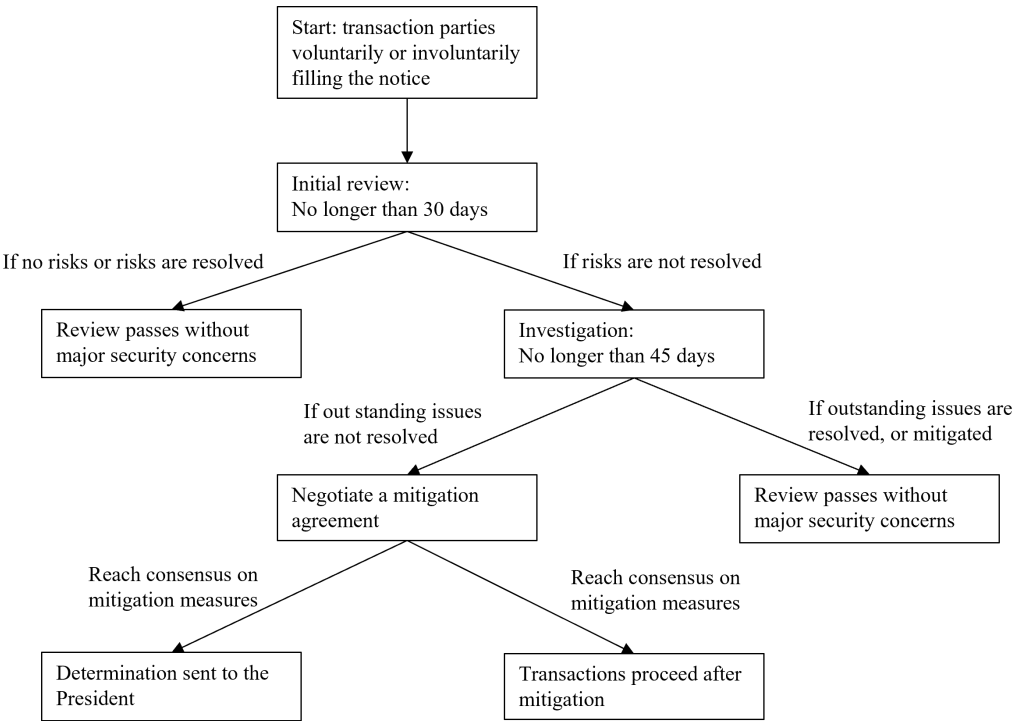 Start: transaction parties
voluntarily or involuntarily
filling the notice
Initial review:
No longer than 30 days
If no risks or risks are resolved
If risks are not resolved
Review passes without
major security concerns
Investigation:
No longer than 45 days
If out standing issues
are not resolved
If outstanding issues are
resolved, or mitigated
Negotiate a mitigation
agreement
Review passes without
major security concerns
Reach consensus on
mitigation measures
Reach consensus on
mitigation measures
Determination sent to the
President
Transactions proceed after
mitigation